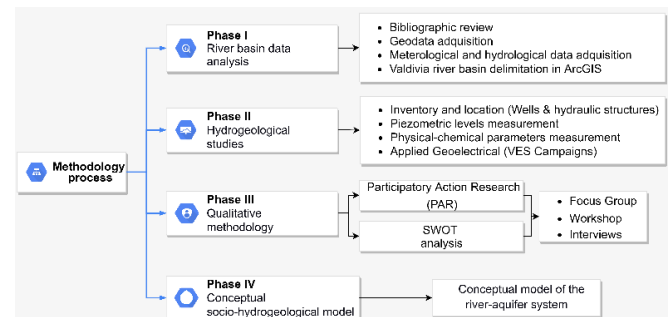 Methodology
process
Phase I
River basin data
analysis
• Bibliographic review
• Geodata adquisition
• Meterological and hydrological data adquisition
• Valdivia river basin delimitation in ArcGIS
Phase II
Hydrogeological
studies
• Inventory and location (Wells & hydraulic structures)
• Piezometric levels measurement
• Physical-chemical parameters measurement
• Applied Geoelectrical (VES Campaigns)
Phase III
Qualitative
methodology
Participatory Action Research
(PAR)
SWOT
analysis
• Focus Group
• Workshop
• Interviews
Phase IV
Conceptual
socio-hydrogeological model
Conceptual model of the
river-aquifer system